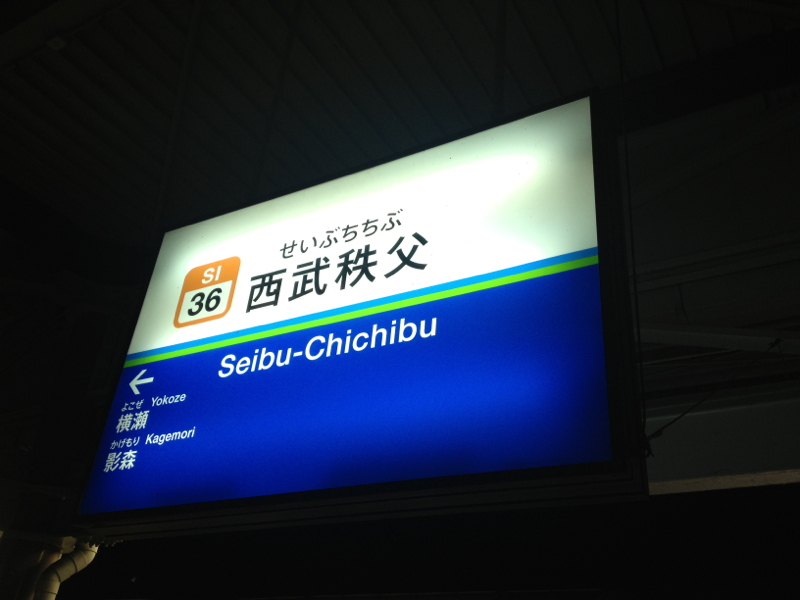 せいぶちちぶ
SI
36
西武秩父
Seibu-Chichibu
←
よこぜ Yokoze
横瀬
かげもり Kagemori
影森